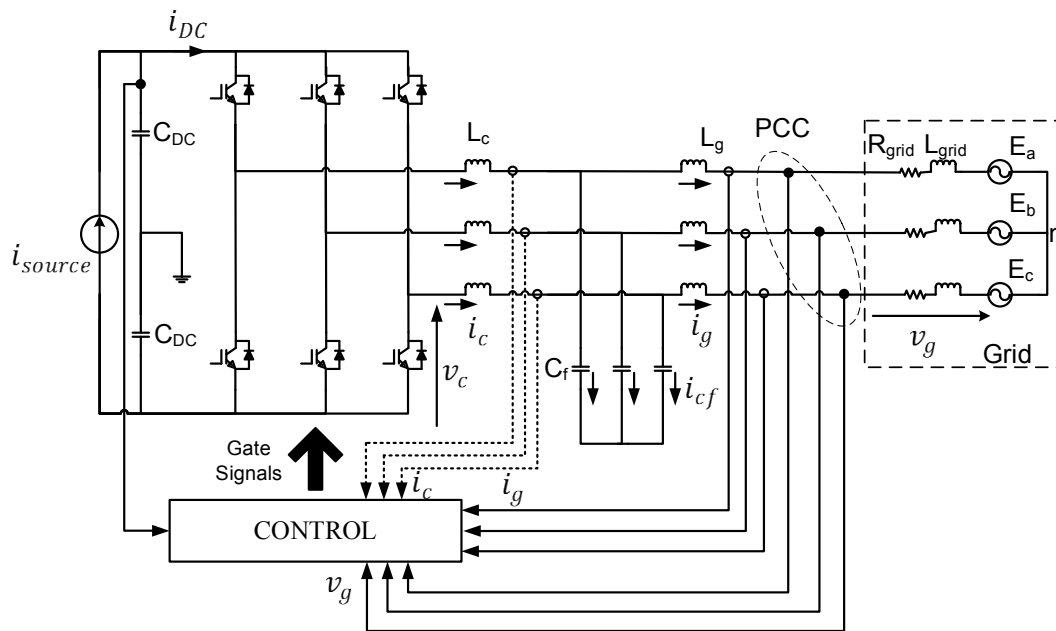 i_DC
C_DC
i_source
C_DC
L_c
L_g
PCC
R_grid
L_grid
E_a
E_b
E_c
n
i_c
v_c
i_g
v_g
Grid
C_f
i_cf
Gate
Signals
i_c
i_g
CONTROL
v_g